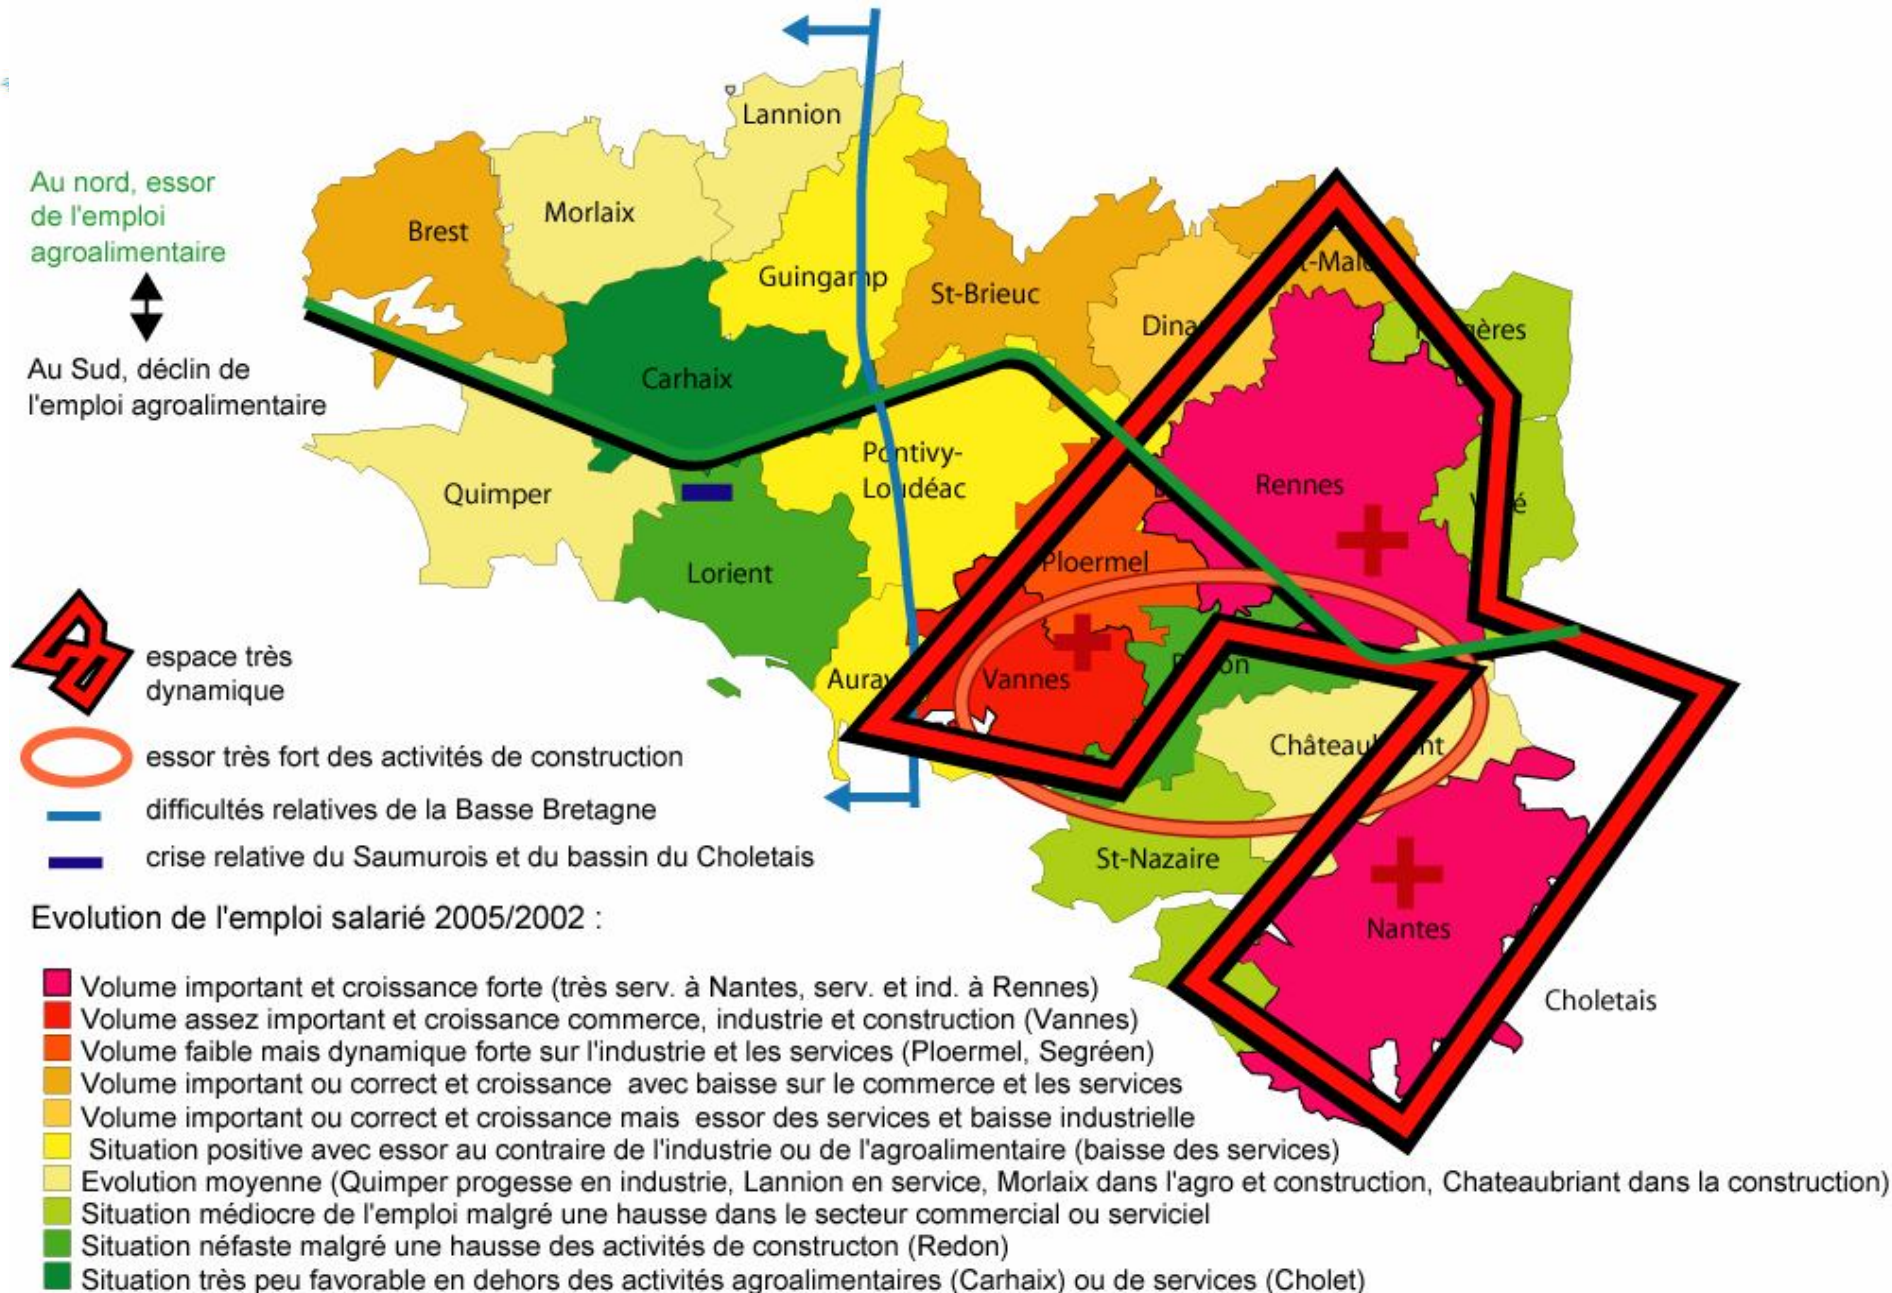 Lannion
Au nord, essor
de l'emploi
agroalimentaire
Morlaix
Brest
Guingamp
St-Brieuc
t-Malo
Dina
gères
Au Sud, déclin de
l'emploi agroalimentaire
Carhaix
Pontivy-
Loudéac
Quimper
Rennes
Lorient
Ploermel
espace très
dynamique
Auray
Vannes
Châteaubriant
essor très fort des activités de construction
difficultés relatives de la Basse Bretagne
crise relative du Saumurois et du bassin du Choletais
St-Nazaire
Nantes
Choletais
Evolution de l'emploi salarié 2005/2002 :
Volume important et croissance forte (très serv. à Nantes, serv. et ind. à Rennes)
Volume assez important et croissance commerce, industrie et construction (Vannes)
Volume faible mais dynamique forte sur l'industrie et les services (Ploermel, Segréen)
Volume important ou correct et croissance avec baisse sur le commerce et les services
Volume important ou correct et croissance mais essor des services et baisse industrielle
Situation positive avec essor au contraire de l'industrie ou de l'agroalimentaire (baisse des services)
Evolution moyenne (Quimper progesse en industrie, Lannion en service, Morlaix dans l'agro et construction, Chateaubriant dans la construction)
Situation médiocre de l'emploi malgré une hausse dans le secteur commercial ou serviciel
Situation néfaste malgré une hausse des activités de constructon (Redon)
Situation très peu favorable en dehors des activités agroalimentaires (Carhaix) ou de services (Cholet)